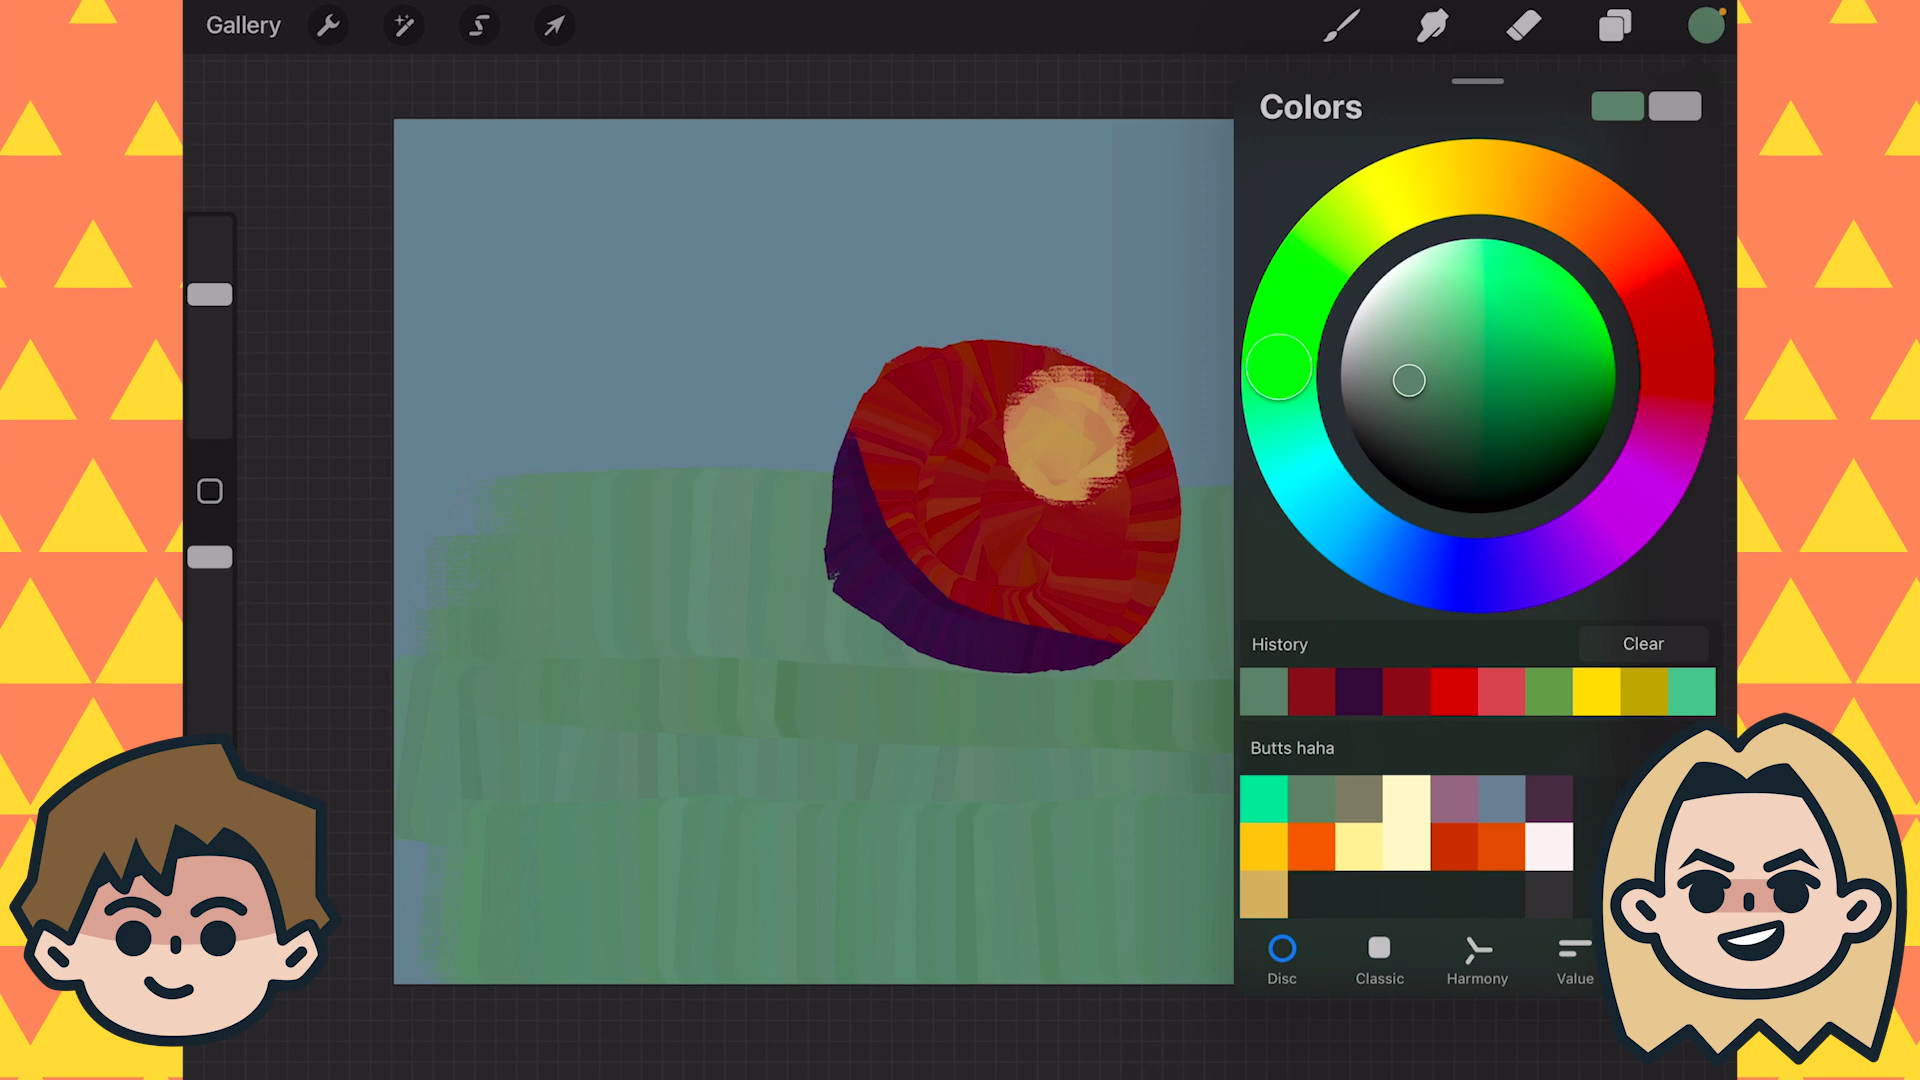 Gallery
Colors
History
Clear
Butts haha
Disc
Classic
Harmony
Value